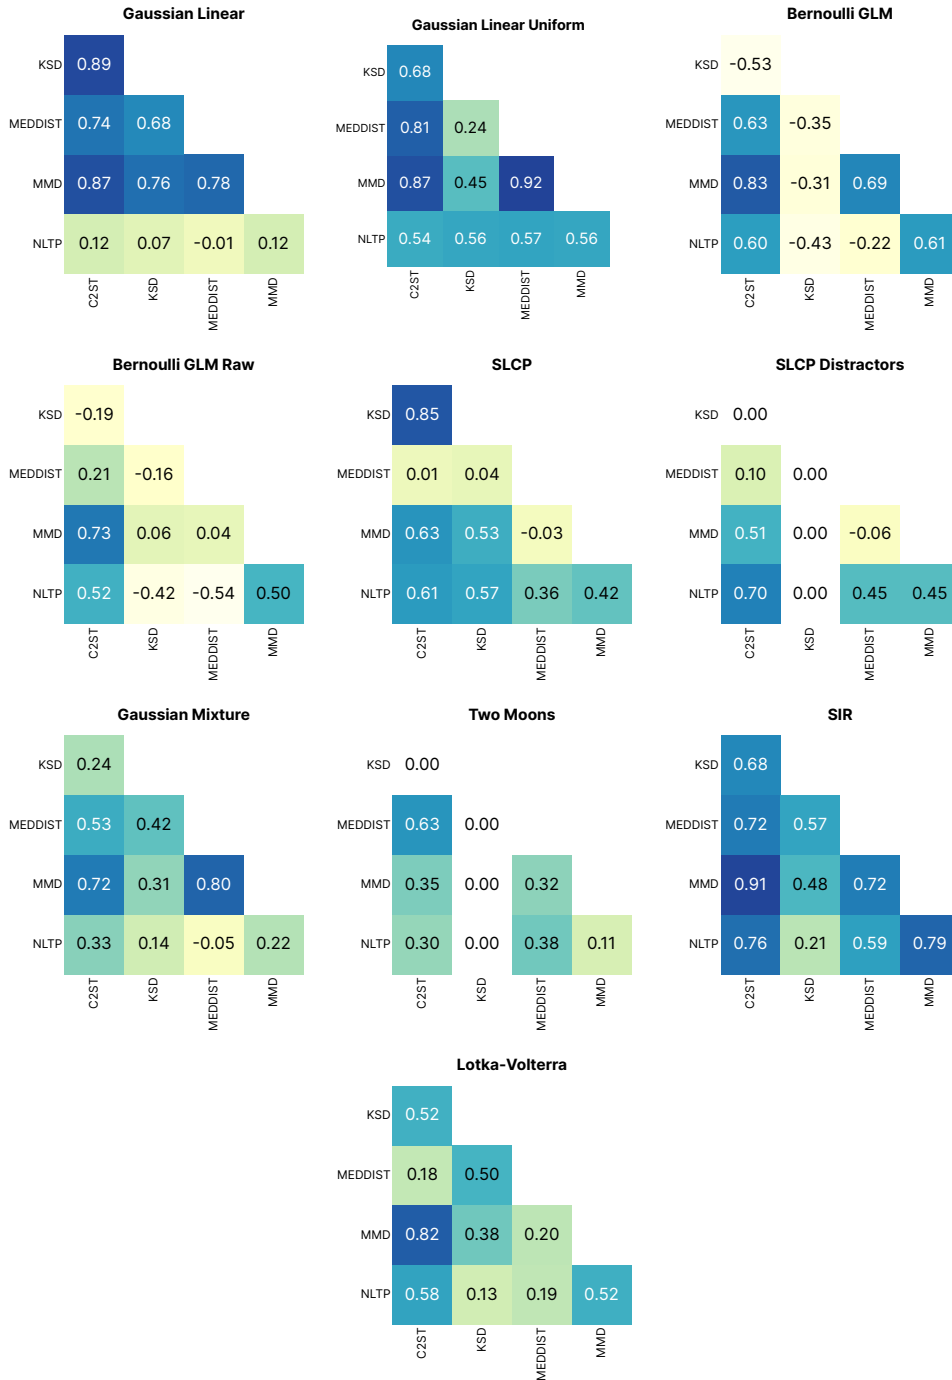 Gaussian Linear
KSD 0.89
MEDDIST 0.74 0.68
MMD 0.87 0.76 0.78
NLTP 0.12 0.07 -0.01 0.12
C2ST KSD MEDDIST MMD
Gaussian Linear Uniform
KSD 0.68
MEDDIST 0.81 0.24
MMD 0.87 0.45 0.92
NLTP 0.54 0.56 0.57 0.56
C2ST KSD MEDDIST MMD
Bernoulli GLM
KSD -0.53
MEDDIST 0.63 -0.35
MMD 0.83 -0.31 0.69
NLTP 0.60 -0.43 -0.22 0.61
C2ST KSD MEDDIST MMD
Bernoulli GLM Raw
KSD -0.19
MEDDIST 0.21 -0.16
MMD 0.73 0.06 0.04
NLTP 0.52 -0.42 -0.54 0.50
C2ST KSD MEDDIST MMD
SLCP
KSD 0.85
MEDDIST 0.01 0.04
MMD 0.63 0.53 -0.03
NLTP 0.61 0.57 0.36 0.42
C2ST KSD MEDDIST MMD
SLCP Distractors
KSD 0.00
MEDDIST 0.10 0.00
MMD 0.51 0.00 -0.06
NLTP 0.70 0.00 0.45 0.45
C2ST KSD MEDDIST MMD
Gaussian Mixture
KSD 0.24
MEDDIST 0.53 0.42
MMD 0.72 0.31 0.80
NLTP 0.33 0.14 -0.05 0.22
C2ST KSD MEDDIST MMD
Two Moons
KSD 0.00
MEDDIST 0.63 0.00
MMD 0.35 0.00 0.32
NLTP 0.30 0.00 0.38 0.11
C2ST KSD MEDDIST MMD
SIR
KSD 0.68
MEDDIST 0.72 0.57
MMD 0.91 0.48 0.72
NLTP 0.76 0.21 0.59 0.79
C2ST KSD MEDDIST MMD
Lotka-Volterra
KSD 0.52
MEDDIST 0.18 0.50
MMD 0.82 0.38 0.20
NLTP 0.58 0.13 0.19 0.52
C2ST KSD MEDDIST MMD